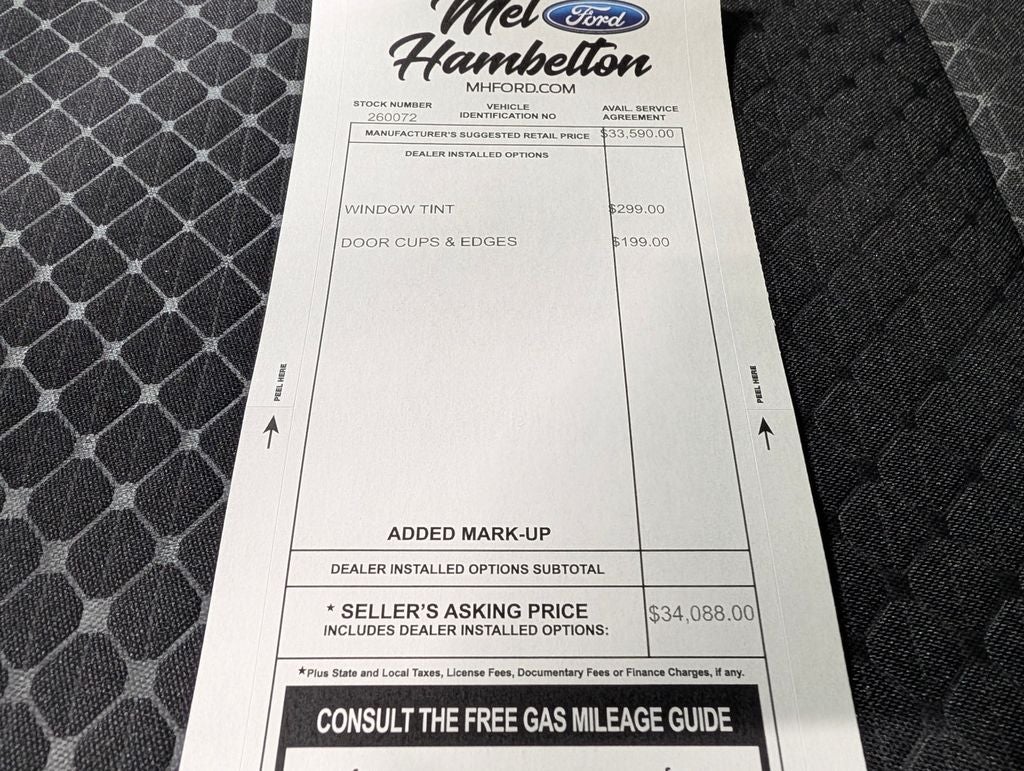 Mel Ford
Hambelton
MHFORD.COM
STOCK NUMBER VEHICLE IDENTIFICATION NO AVAIL. SERVICE AGREEMENT
260072
MANUFACTURER'S SUGGESTED RETAIL PRICE $33,590.00
DEALER INSTALLED OPTIONS
WINDOW TINT $299.00
DOOR CUPS & EDGES $199.00
PEEL HERE
PEEL HERE
ADDED MARK-UP
DEALER INSTALLED OPTIONS SUBTOTAL
* SELLER'S ASKING PRICE $34,088.00
INCLUDES DEALER INSTALLED OPTIONS:
*Plus State and Local Taxes, License Fees, Documentary Fees or Finance Charges, if any.
CONSULT THE FREE GAS MILEAGE GUIDE